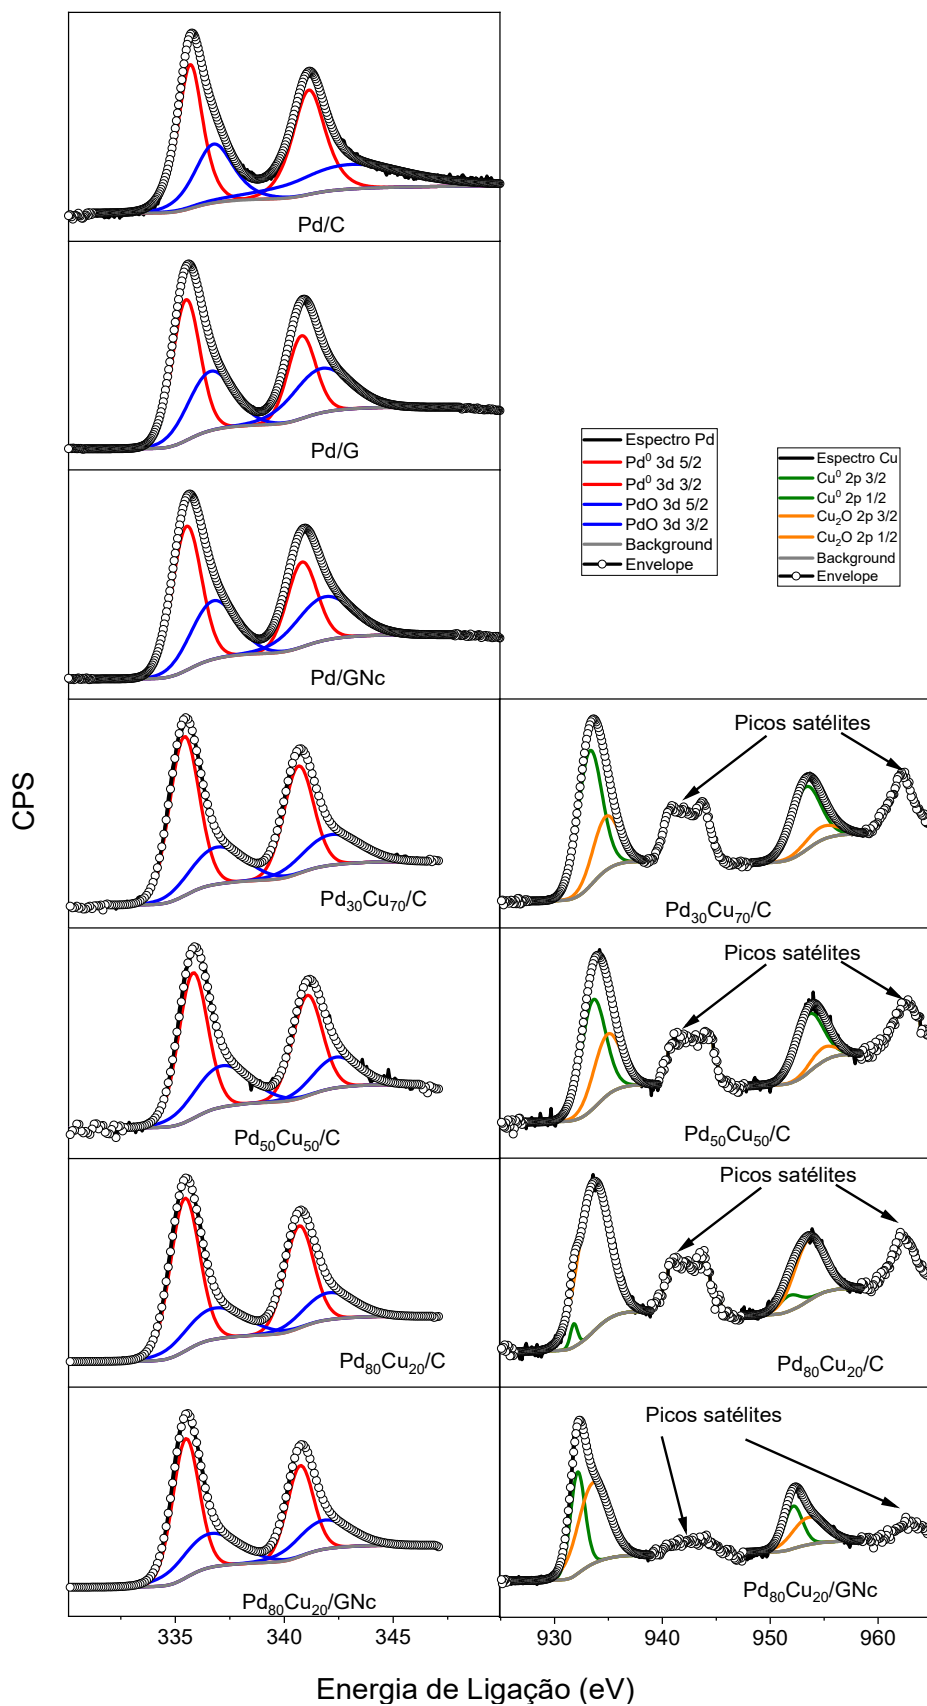 Pd/C
Pd/G
Espectro Pd
Pd⁰ 3d 5/2
Pd⁰ 3d 3/2
PdO 3d 5/2
PdO 3d 3/2
Background
Envelope
Espectro Cu
Cu⁰ 2p 3/2
Cu⁰ 2p 1/2
Cu₂O 2p 3/2
Cu₂O 2p 1/2
Background
Envelope
Pd/GNc
CPS
Picos satélites
Pd₃₀Cu₇₀/C
Pd₃₀Cu₇₀/C
Picos satélites
Pd₅₀Cu₅₀/C
Pd₅₀Cu₅₀/C
Picos satélites
Pd₈₀Cu₂₀/C
Pd₈₀Cu₂₀/C
Picos satélites
Pd₈₀Cu₂₀/GNc
Pd₈₀Cu₂₀/GNc
335 340 345 930 940 950 960
Energia de Ligação (eV)